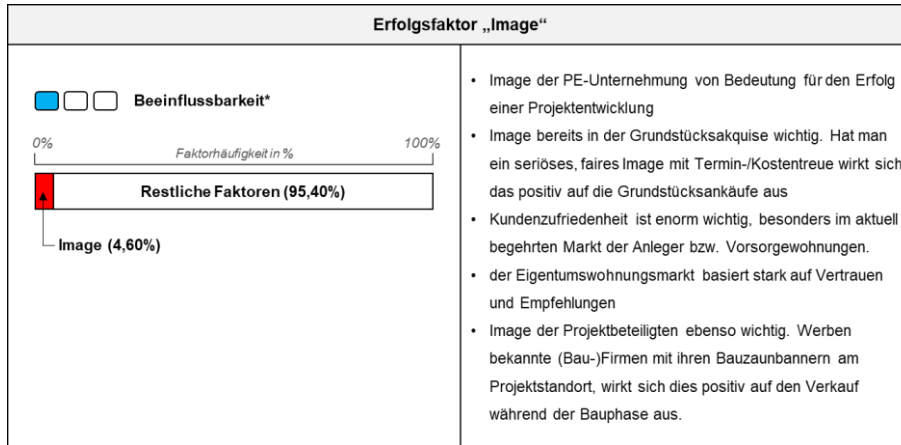 Erfolgsfaktor „Image“
Beeinflussbarkeit*
0%
100%
Faktorhäufigkeit in %
Restliche Faktoren (95,40%)
Image (4,60%)
• Image der PE-Unternehmung von Bedeutung für den Erfolg
einer Projektentwicklung
• Image bereits in der Grundstücksakquise wichtig. Hat man
ein seriöses, faires Image mit Termin-/Kostentreue wirkt sich
das positiv auf die Grundstücksankäufe aus
• Kundenzufriedenheit ist enorm wichtig, besonders im aktuell
begehrten Markt der Anleger bzw. Vorsorgewohnungen.
• der Eigentumswohnungsmarkt basiert stark auf Vertrauen
und Empfehlungen
• Image der Projektbeteiligten ebenso wichtig. Werben
bekannte (Bau-)Firmen mit ihren Bauzaunbannern am
Projektstandort, wirkt sich dies positiv auf den Verkauf
während der Bauphase aus.